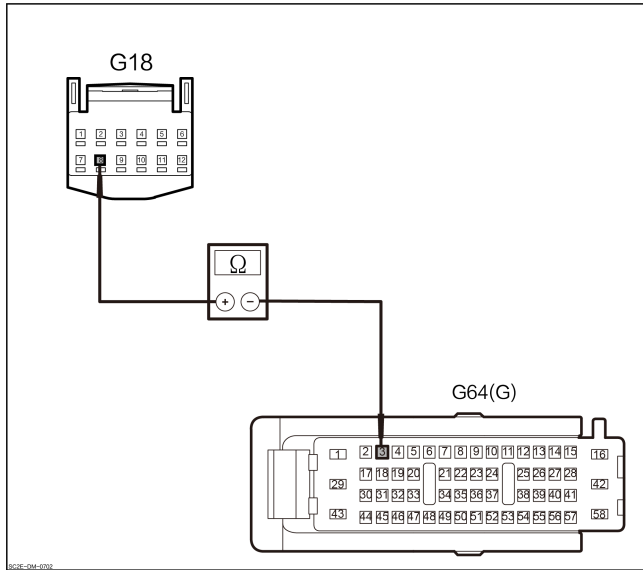 G18
1 2 3 4 5 6
7 8 9 10 11 12
Ω
+ −
G64(G)
1 2 3 4 5 6 7 8 9 10 11 12 13 14 15 16
17 18 19 20 21 22 23 24 25 26 27 28
29 42
30 31 32 33 34 35 36 37 38 39 40 41
43 44 45 46 47 48 49 50 51 52 53 54 55 56 57 58
SC2E-DM-0702